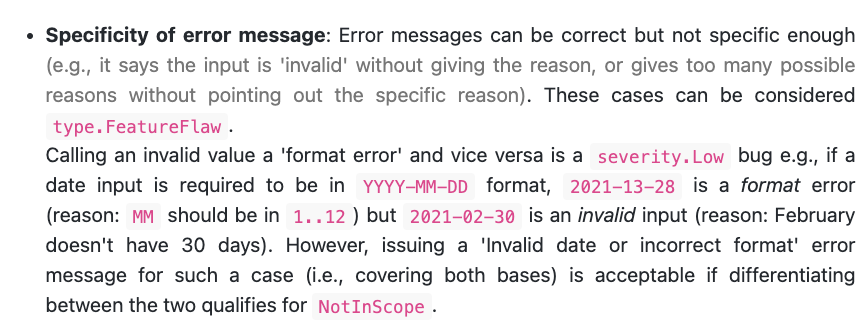 • Specificity of error message: Error messages can be correct but not specific enough
(e.g., it says the input is 'invalid' without giving the reason, or gives too many possible
reasons without pointing out the specific reason). These cases can be considered
type.FeatureFlaw .
Calling an invalid value a 'format error' and vice versa is a severity.Low bug e.g., if a
date input is required to be in YYYY-MM-DD format, 2021-13-28 is a format error
(reason: MM should be in 1..12 ) but 2021-02-30 is an invalid input (reason: February
doesn't have 30 days). However, issuing a 'Invalid date or incorrect format' error
message for such a case (i.e., covering both bases) is acceptable if differentiating
between the two qualifies for NotInScope .